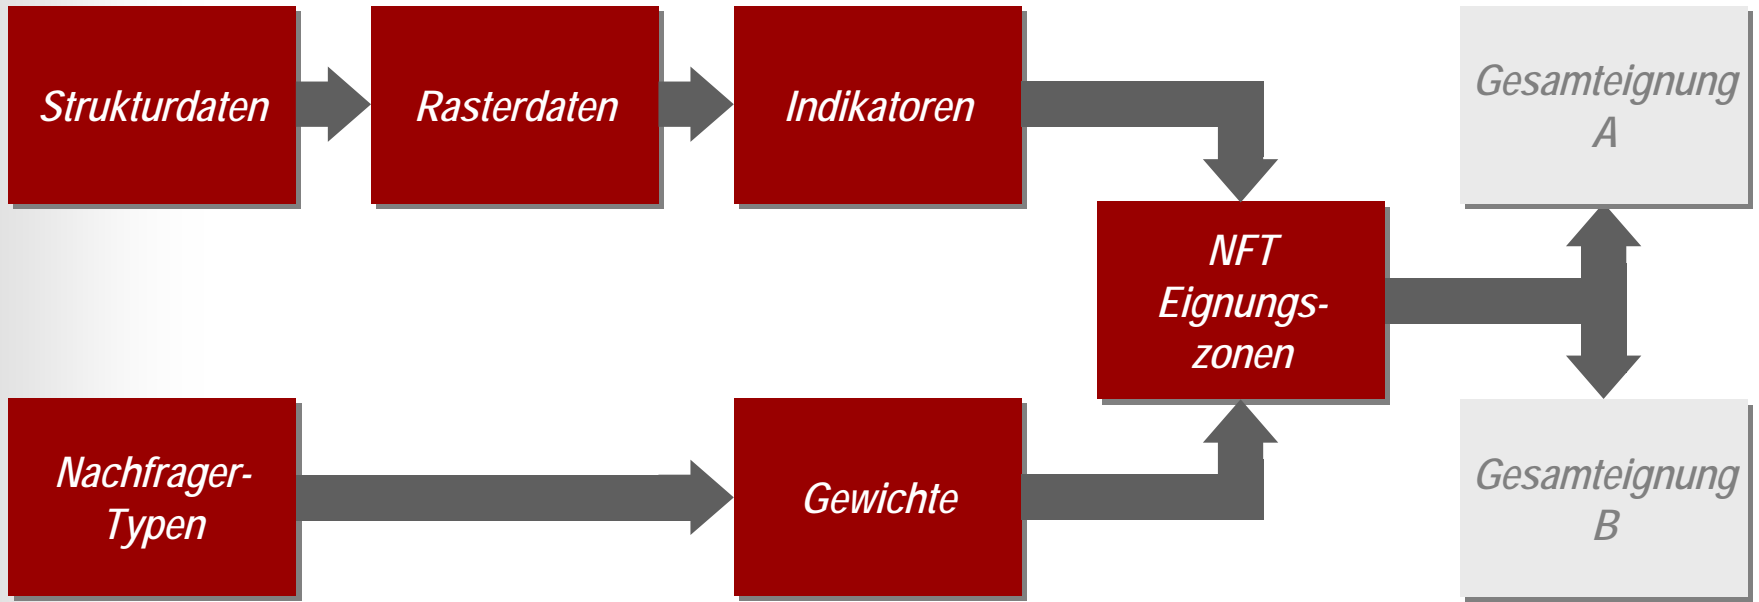 Strukturdaten
Rasterdaten
Indikatoren
Gesamteignung
A
NFT
Eignungs-
zonen
Nachfrager-
Typen
Gewichte
Gesamteignung
B